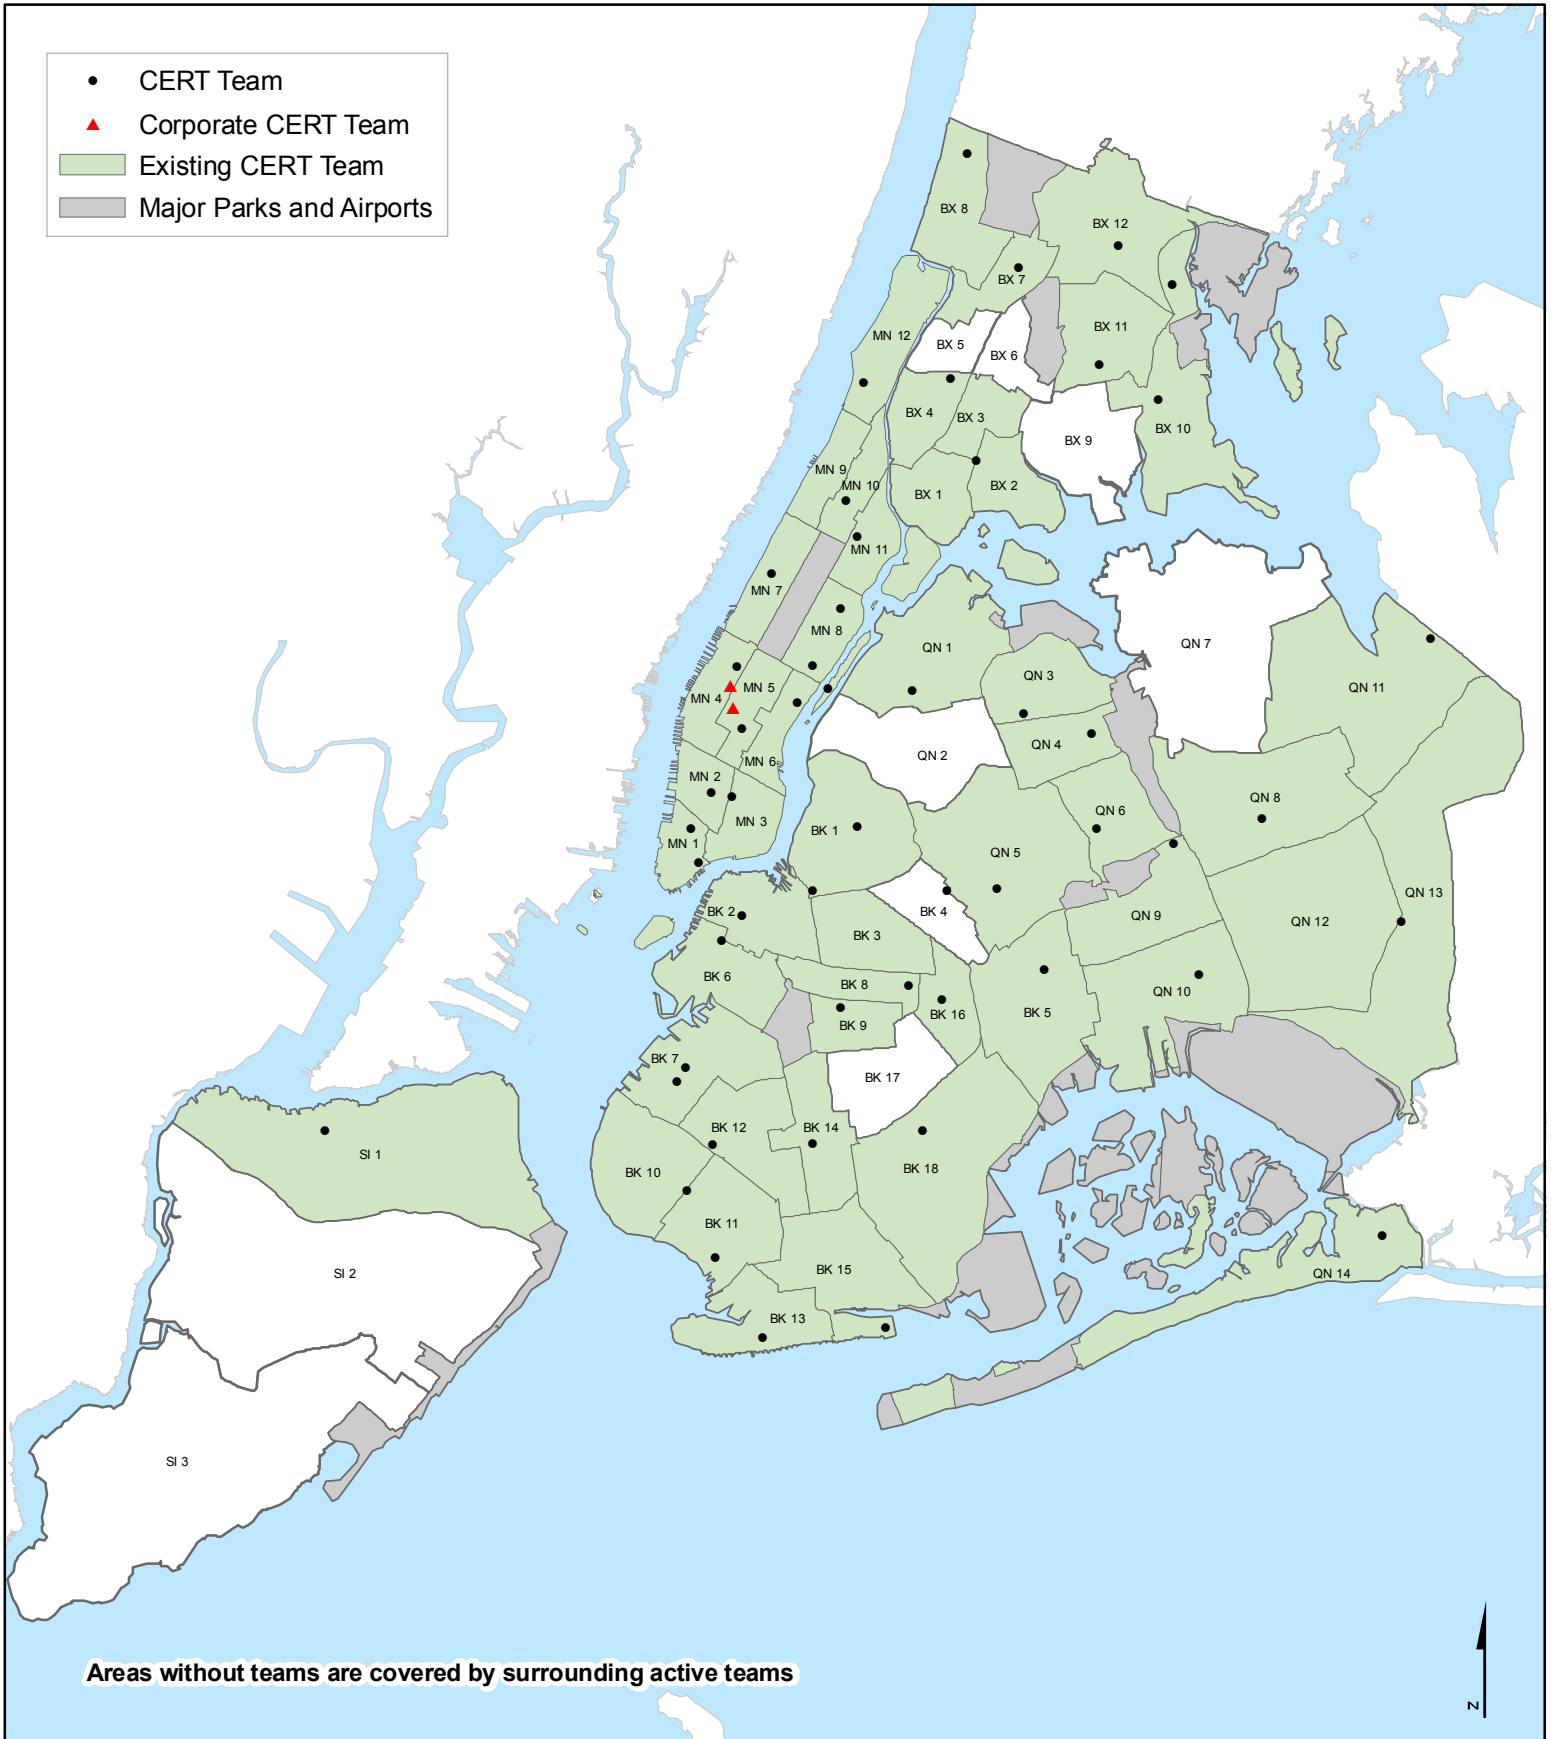 CERT Team
Corporate CERT Team
Existing CERT Team
Major Parks and Airports
BX 8
BX 12
BX 7
BX 11
MN 12
BX 5
BX 6
BX 4
BX 3
BX 10
BX 9
MN 9
MN 10
BX 1
BX 2
MN 11
MN 7
MN 8
QN 1
QN 7
QN 3
QN 11
MN 5
MN 4
QN 4
QN 2
MN 6
MN 2
QN 8
QN 6
MN 3
BK 1
MN 1
QN 5
QN 13
BK 2
BK 4
QN 9
QN 12
BK 3
BK 6
BK 8
QN 10
BK 16
BK 5
BK 9
BK 7
BK 17
BK 12
BK 14
SI 1
BK 10
BK 18
BK 11
BK 15
SI 2
QN 14
BK 13
SI 3
Areas without teams are covered by surrounding active teams
N